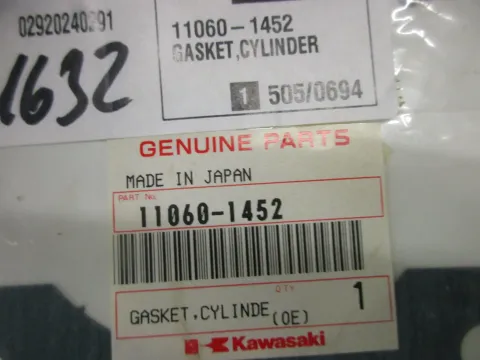 02920240291
1632
11060-1452
GASKET,CYLINDER
1 505/0694
GENUINE PARTS
MADE IN JAPAN
PART No.
11060-1452
QTY
GASKET,CYLINDE 1
(OE)
Kawasaki